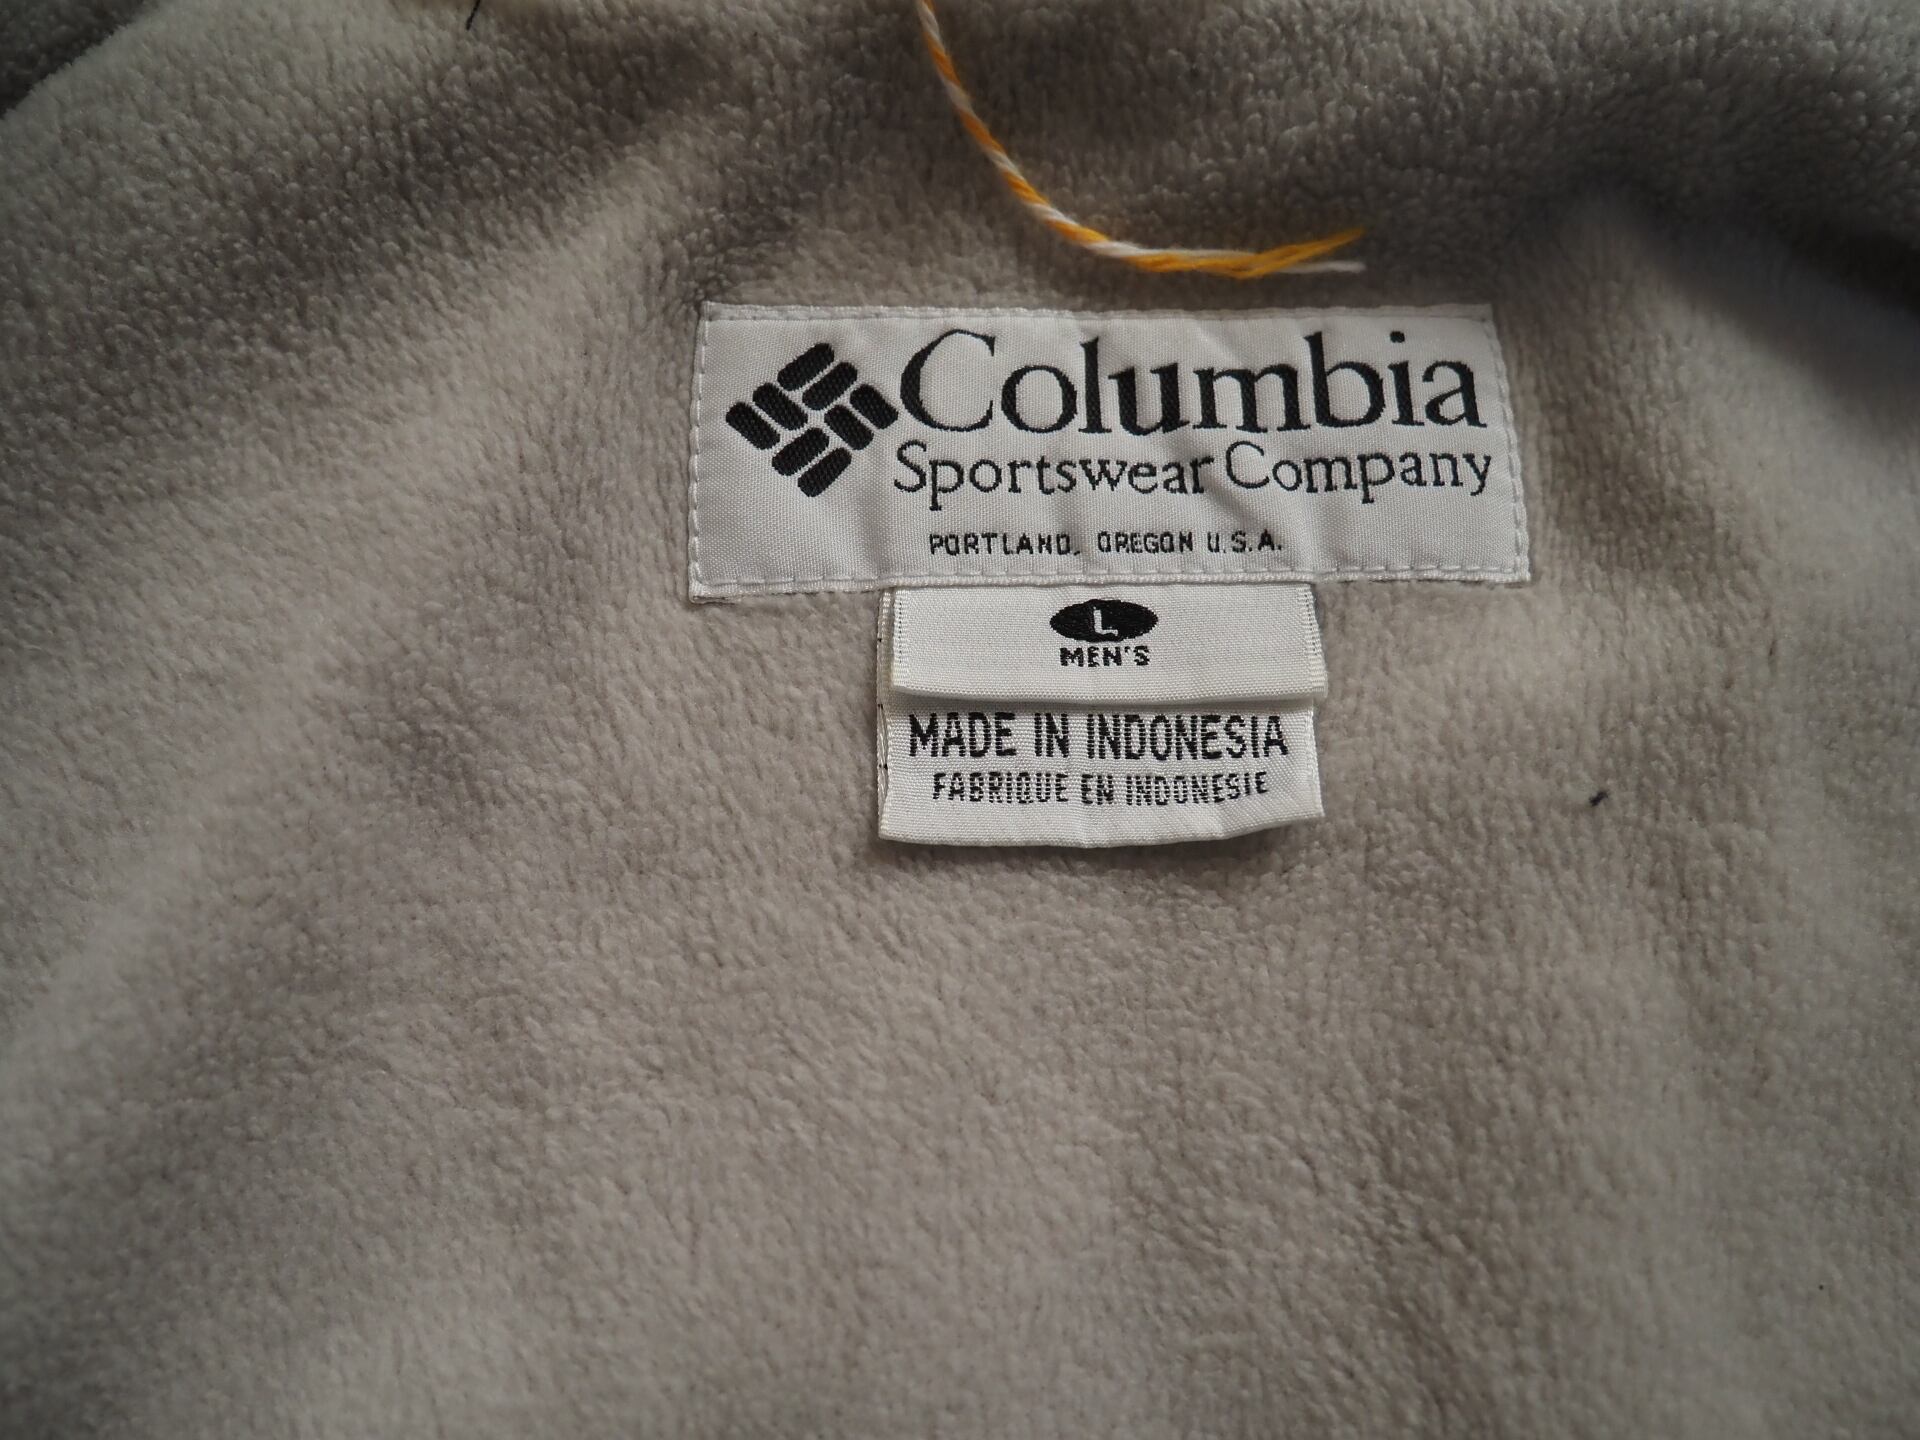 Columbia
Sportswear Company
PORTLAND, OREGON U.S.A.
L
MEN'S
MADE IN INDONESIA
FABRIQUE EN INDONESIE